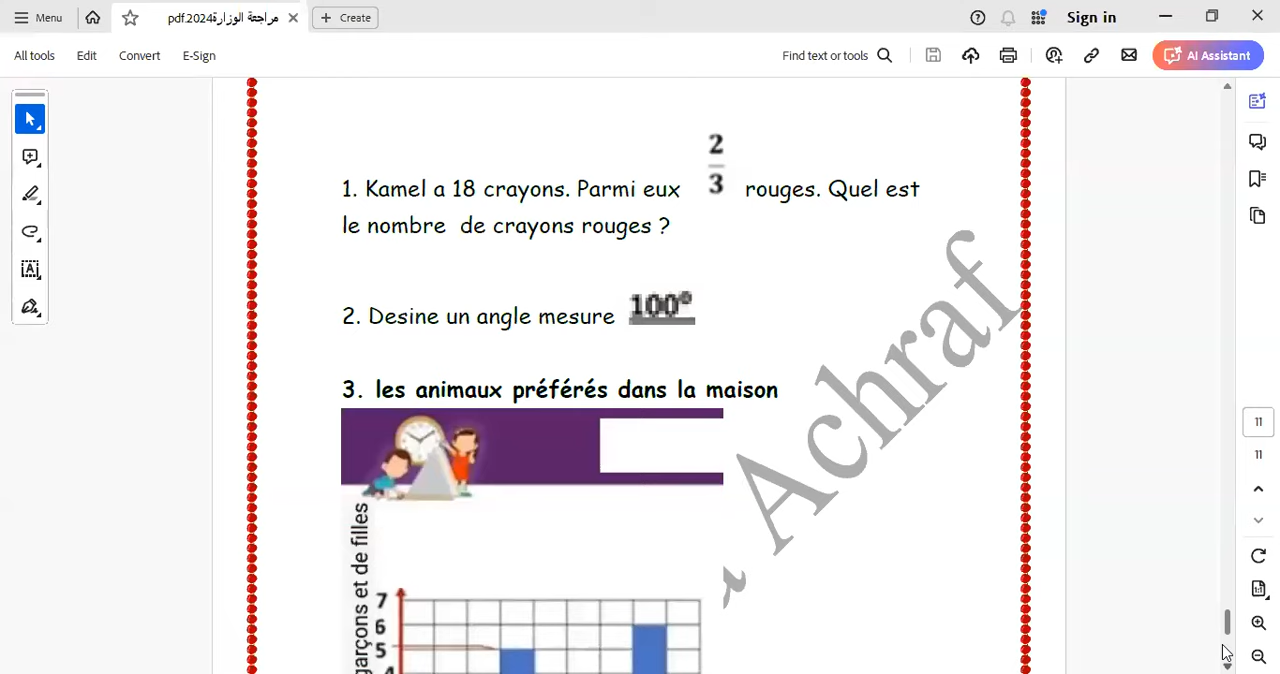 Menu
pdf.2024مراجعة الوزارة
Create
Sign in
All tools
Edit
Convert
E-Sign
Find text or tools
AI Assistant
2
3
1. Kamel a 18 crayons. Parmi eux rouges. Quel est
le nombre de crayons rouges ?
2. Desine un angle mesure 100°
3. les animaux préférés dans la maison
garçons et de filles
7
6
5
4
Achraf
11
11